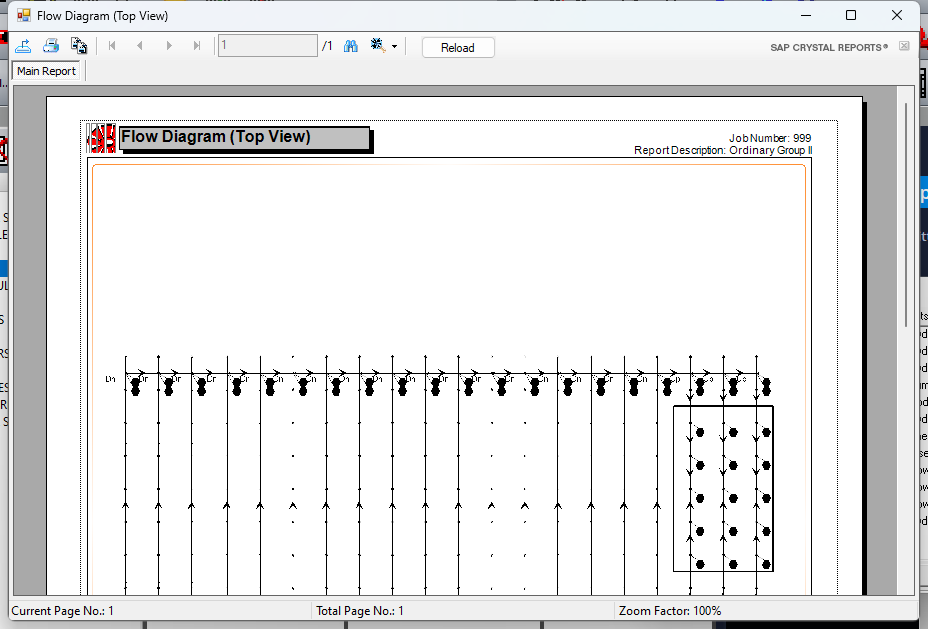 Flow Diagram (Top View)
1 /1 Reload SAP CRYSTAL REPORTS®
Main Report
Flow Diagram (Top View)
Job Number: 999
Report Description: Ordinary Group II
Current Page No.: 1 Total Page No.: 1 Zoom Factor: 100%